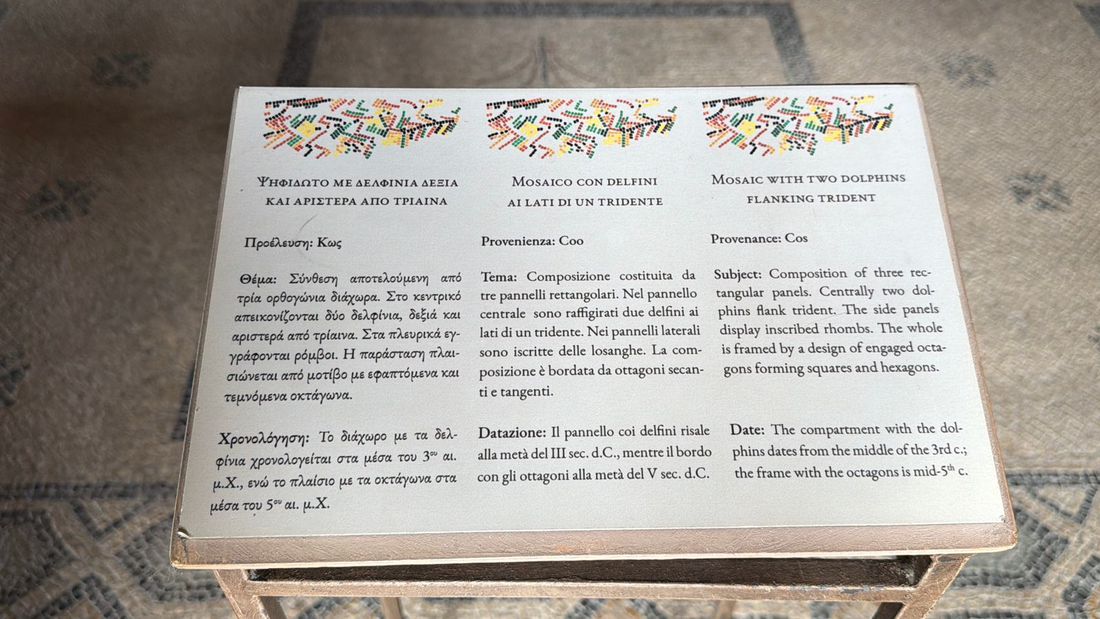 ΨΗΦΙΔΩΤΟ ΜΕ ΔΕΛΦΙΝΙΑ ΔΕΞΙΑ
ΚΑΙ ΑΡΙΣΤΕΡΑ ΑΠΟ ΤΡΙΑΙΝΑ
Προέλευση: Κως
Θέμα: Σύνθεση αποτελούμενη από
τρία ορθογώνια διάχωρα. Στο κεντρικό
απεικονίζονται δύο δελφίνια, δεξιά και
αριστερά από τρίαινα. Στα πλευρικά εγ-
γράφονται ρόμβοι. Η παράσταση πλαι-
σιώνεται από μοτίβο με εφαπτόμενα και
τεμνόμενα οκτάγωνα.
Χρονολόγηση: Το διάχωρο με τα δελ-
φίνια χρονολογείται στα μέσα του 3ου αι.
μ.Χ., ενώ το πλαίσιο με τα οκτάγωνα στα
μέσα του 5ου αι. μ.Χ.
MOSAICO CON DELFINI
AI LATI DI UN TRIDENTE
Provenienza: Coo
Tema: Composizione costituita da
tre pannelli rettangolari. Nel pannello
centrale sono raffigirati due delfini ai
lati di un tridente. Nei pannelli laterali
sono iscritte delle losanghe. La com-
posizione è bordata da ottagoni secan-
ti e tangenti.
Datazione: Il pannello coi delfini risale
alla metà del III sec. d.C., mentre il bordo
con gli ottagoni alla metà del V sec. d.C.
MOSAIC WITH TWO DOLPHINS
FLANKING TRIDENT
Provenance: Cos
Subject: Composition of three rec-
tangular panels. Centrally two dol-
phins flank trident. The side panels
display inscribed rhombs. The whole
is framed by a design of engaged octa-
gons forming squares and hexagons.
Date: The compartment with the dol-
phins dates from the middle of the 3rd c.;
the frame with the octagons is mid-5th c.